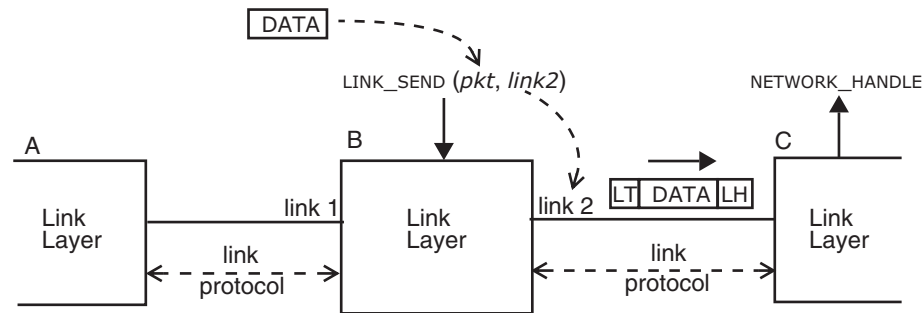 DATA
LINK_SEND (pkt, link2)
NETWORK_HANDLE
A
B
C
Link
Layer
link 1
Link
Layer
link 2
LT DATA LH
Link
Layer
link
protocol
link
protocol